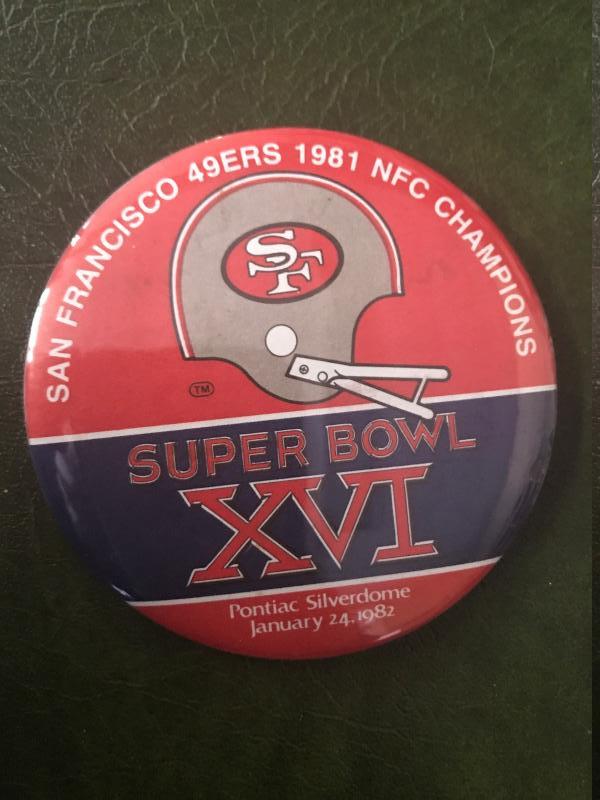 SAN FRANCISCO 49ERS 1981 NFC CHAMPIONS
SF
TM
SUPER BOWL
XVI
Pontiac Silverdome
January 24, 1982